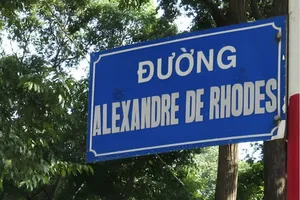 ĐƯỜNG
ALEXANDRE DE RHODES